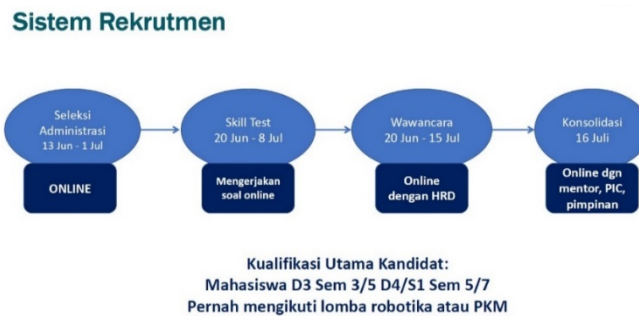 Sistem Rekrutmen
Seleksi
Administrasi
13 Jun - 1 Jul
ONLINE
Skill Test
20 Jun - 8 Jul
Mengerjakan
soal online
Wawancara
20 Jun - 15 Jul
Online
dengan HRD
Konsolidasi
16 Juli
Online dgn
mentor, PIC,
pimpinan
Kualifikasi Utama Kandidat:
Mahasiswa D3 Sem 3/5 D4/S1 Sem 5/7
Pernah mengikuti lomba robotika atau PKM